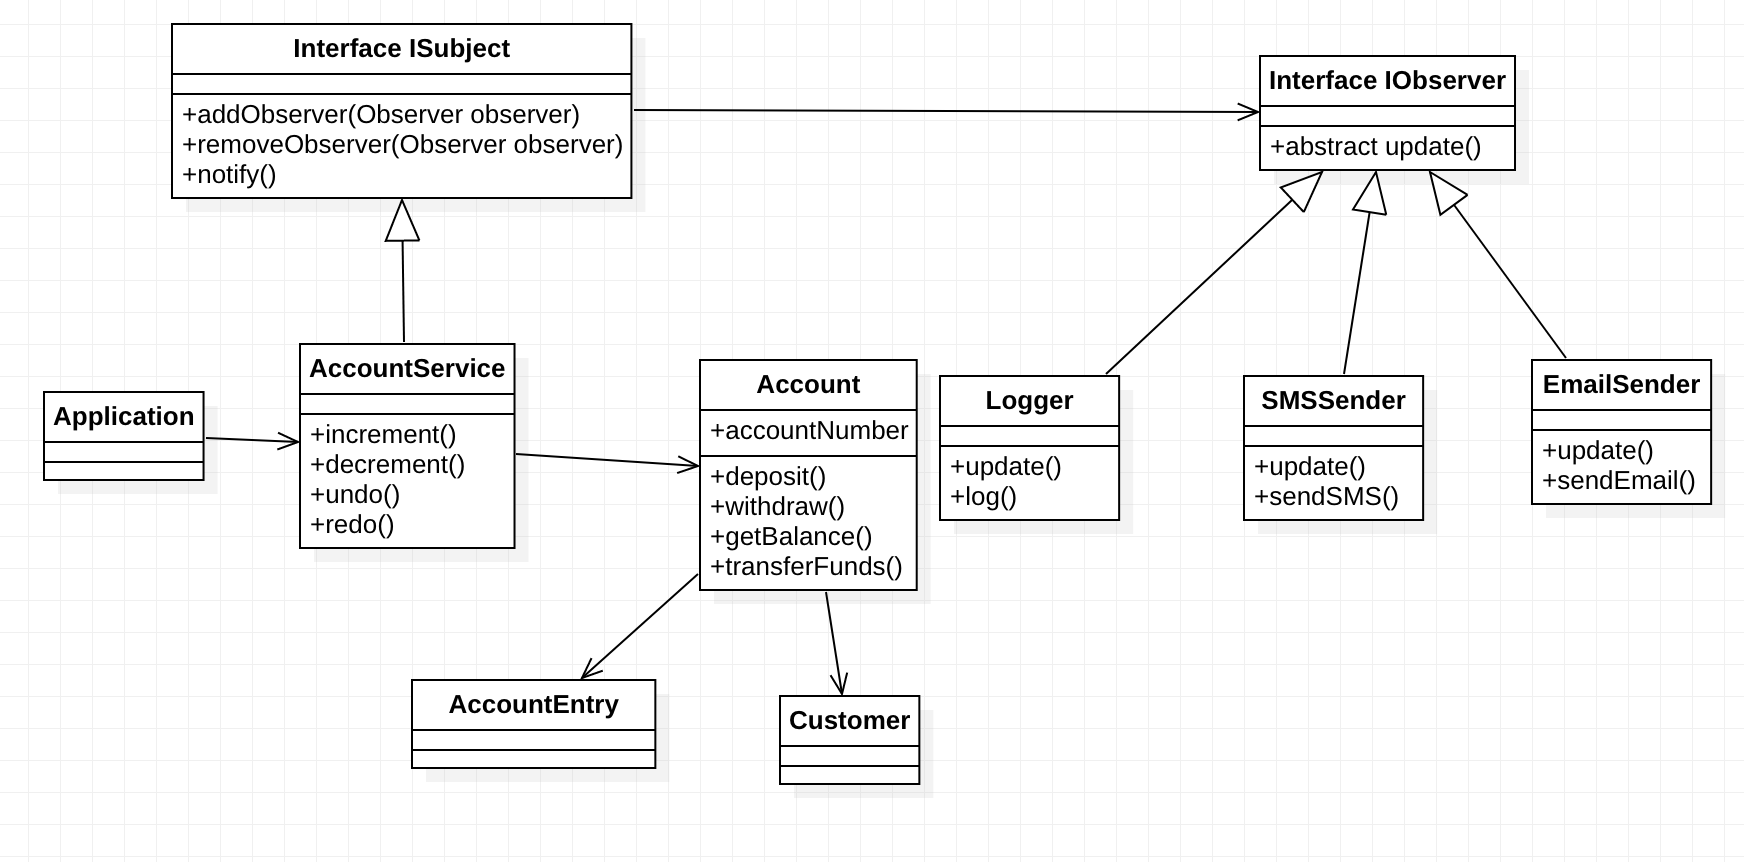 Interface ISubject
+addObserver(Observer observer)
+removeObserver(Observer observer)
+notify()
Interface IObserver
+abstract update()
Application
AccountService
+increment()
+decrement()
+undo()
+redo()
Account
+accountNumber
+deposit()
+withdraw()
+getBalance()
+transferFunds()
Logger
+update()
+log()
SMSSender
+update()
+sendSMS()
EmailSender
+update()
+sendEmail()
AccountEntry
Customer